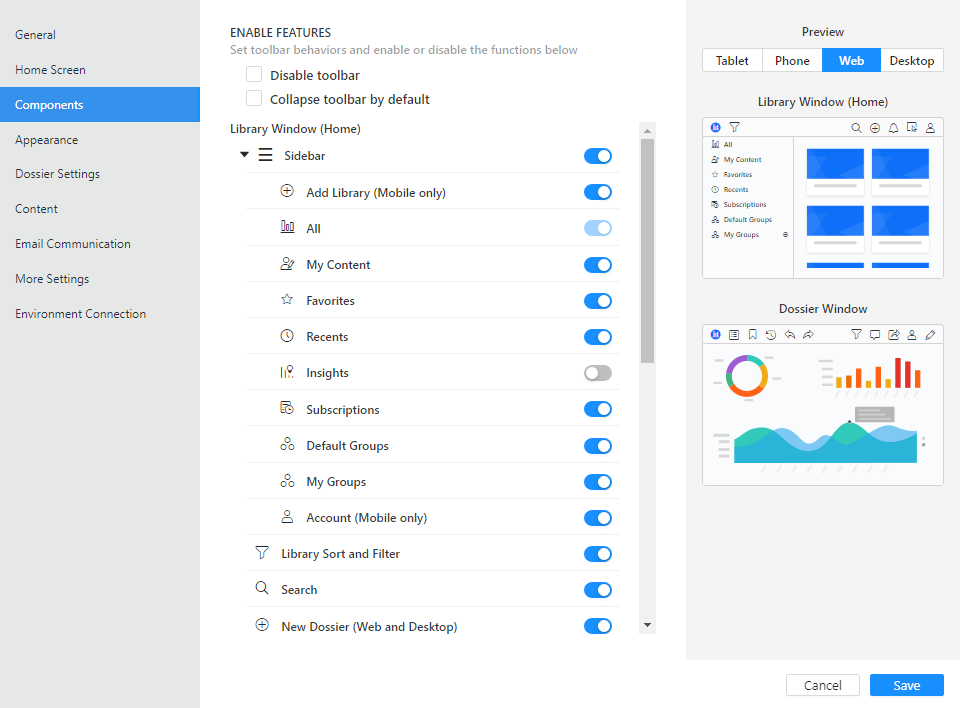 General
Home Screen
Components
Appearance
Dossier Settings
Content
Email Communication
More Settings
Environment Connection
ENABLE FEATURES
Set toolbar behaviors and enable or disable the functions below
Disable toolbar
Collapse toolbar by default
Library Window (Home)
Sidebar
Add Library (Mobile only)
All
My Content
Favorites
Recents
Insights
Subscriptions
Default Groups
My Groups
Account (Mobile only)
Library Sort and Filter
Search
New Dossier (Web and Desktop)
Preview
Tablet Phone Web Desktop
Library Window (Home)
All
My Content
Favorites
Recents
Subscriptions
Default Groups
My Groups
Dossier Window
Cancel Save